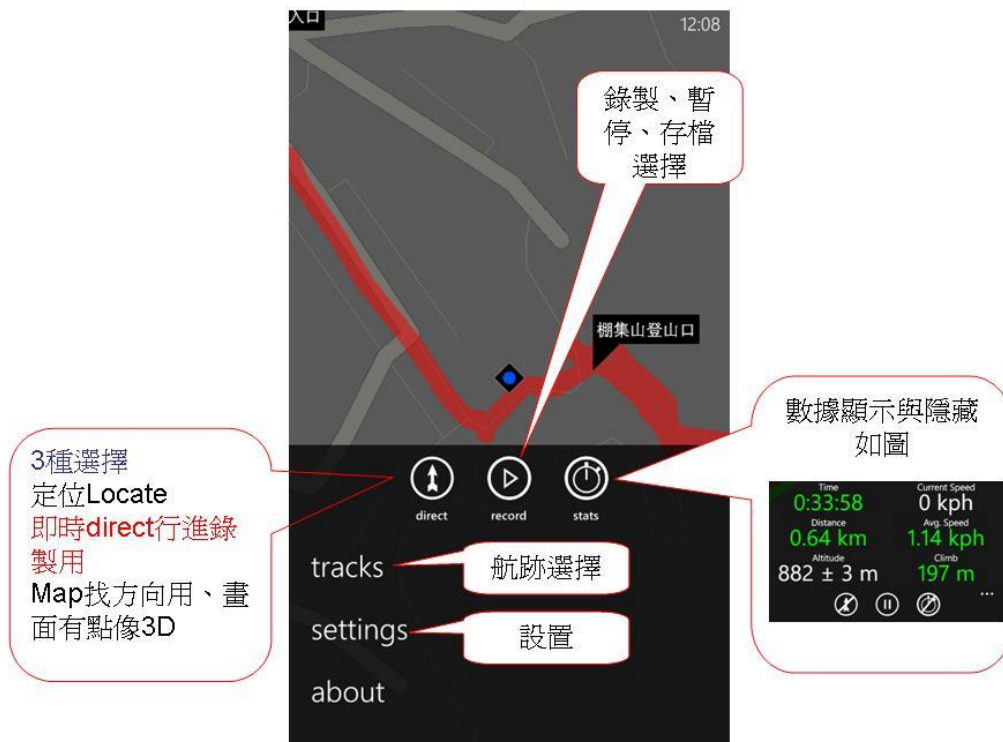 入口
12:08
錄製、暫
停、存檔
選擇
棚集山登山口
數據顯示與隱藏
如圖
Time
Current Speed
0:33:58
0 kph
Distance
Avg. Speed
0.64 km
1.14 kph
Altitude
Climb
882 ± 3 m
197 m
...
3種選擇
定位Locate
即時direct行進錄
製用
Map找方向用、畫
面有點像3D
direct
record
stats
tracks
航跡選擇
settings
設置
about